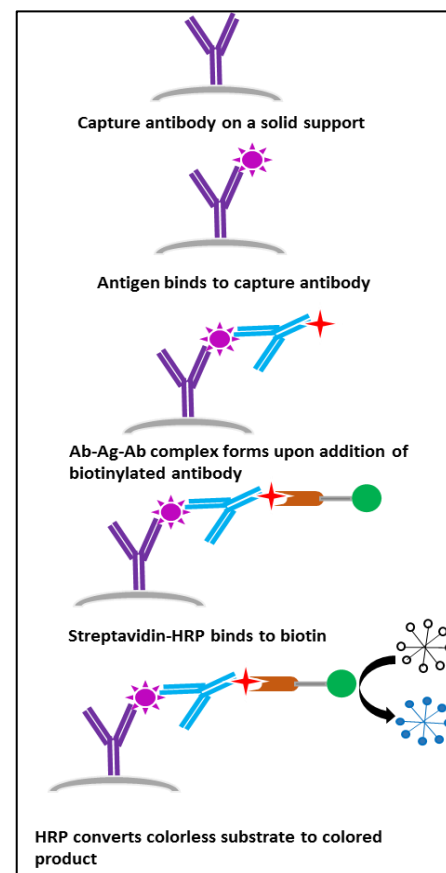 Capture antibody on a solid support
Antigen binds to capture antibody
Ab-Ag-Ab complex forms upon addition of
biotinylated antibody
Streptavidin-HRP binds to biotin
HRP converts colorless substrate to colored
product